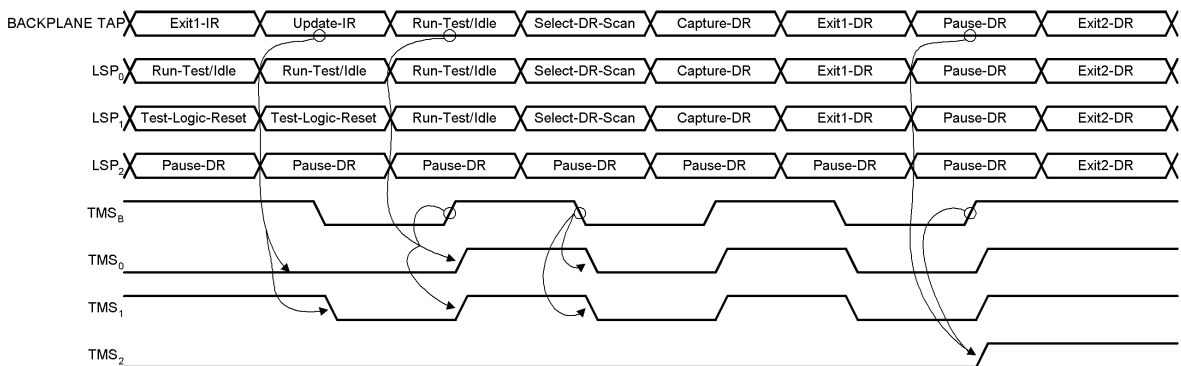 BACKPLANE TAP Exit1-IR Update-IR Run-Test/Idle Select-DR-Scan Capture-DR Exit1-DR Pause-DR Exit2-DR
LSP0 Run-Test/Idle Run-Test/Idle Run-Test/Idle Select-DR-Scan Capture-DR Exit1-DR Pause-DR Exit2-DR
LSP1 Test-Logic-Reset Test-Logic-Reset Run-Test/Idle Select-DR-Scan Capture-DR Exit1-DR Pause-DR Exit2-DR
LSP2 Pause-DR Pause-DR Pause-DR Pause-DR Pause-DR Pause-DR Pause-DR Exit2-DR
TMSB
TMS0
TMS1
TMS2